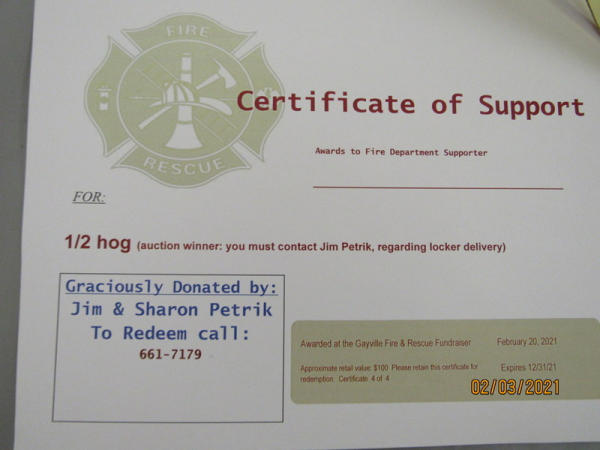 FIRE
RESCUE
Certificate of Support
Awards to Fire Department Supporter
FOR:
1/2 hog (auction winner: you must contact Jim Petrik, regarding locker delivery)
Graciously Donated by:
Jim & Sharon Petrik
To Redeem call:
661-7179
Awarded at the Gayville Fire & Rescue Fundraiser February 20, 2021
Approximate retail value: $100 Please retain this certificate for Expires 12/31/21
redemption. Certificate 4 of 4
02/03/2021